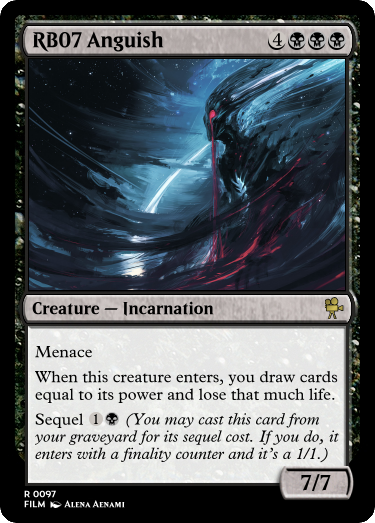 RB07 Anguish 4
Creature — Incarnation
Menace
When this creature enters, you draw cards
equal to its power and lose that much life.
Sequel 1 (You may cast this card from
your graveyard for its sequel cost. If you do, it
enters with a finality counter and it's a 1/1.)
7/7
R 0097
FILM Alena Aenami